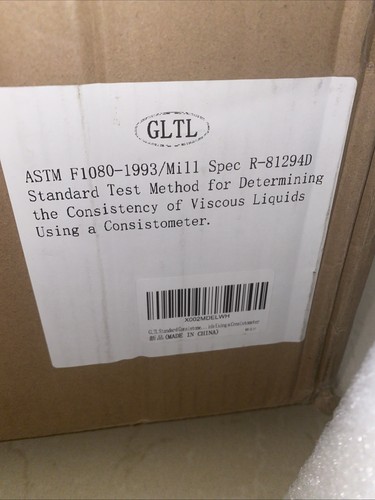 GLTL
ASTM F1080-1993/Mill Spec R-81294D
Standard Test Method for Determining
the Consistency of Viscous Liquids
Using a Consistometer.
X002MDELWH
(MADE IN CHINA)